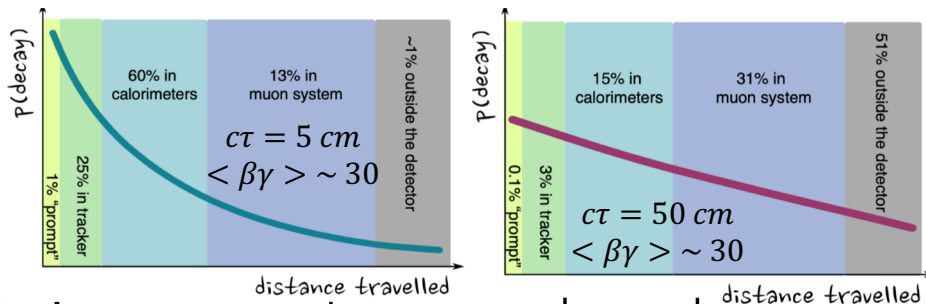 P(decay)
1% "prompt"
25% in tracker
60% in
calorimeters
13% in
muon system
~1% outside the detector
cτ = 5 cm
< βγ > ~ 30
distance travelled
P(decay)
0.1% "prompt"
3% in tracker
15% in
calorimeters
31% in
muon system
51% outside the detector
cτ = 50 cm
< βγ > ~ 30
distance travelled